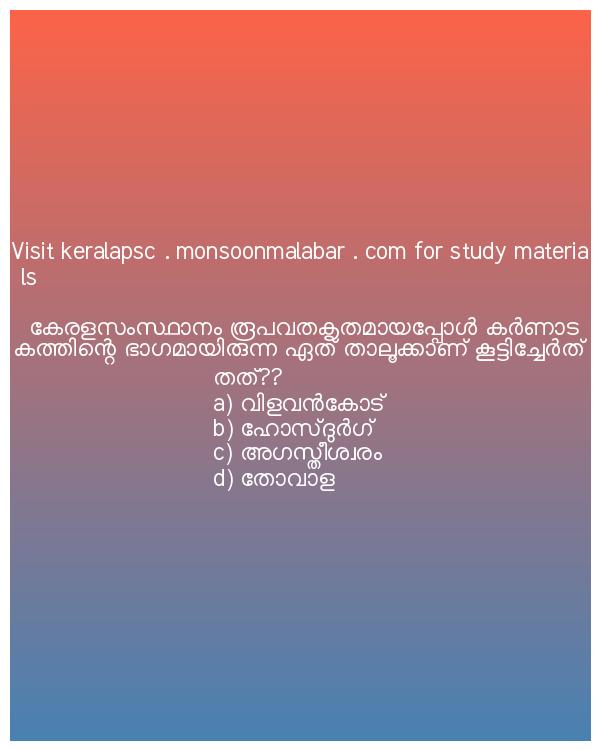 Visit keralapsc . monsoonmalabar . com for study materia
ls
കേരളസംസ്ഥാനം രൂപവതകൃതമായപ്പോൾ കർണാട
കത്തിന്റെ ഭാഗമായിരുന്ന ഏത് താലൂക്കാണ് കൂട്ടിച്ചേർത്
തത്??
a) വിളവൻകോട്
b) ഹോസ്ദുർഗ്
c) അഗസ്തീശ്വരം
d) തോവാള